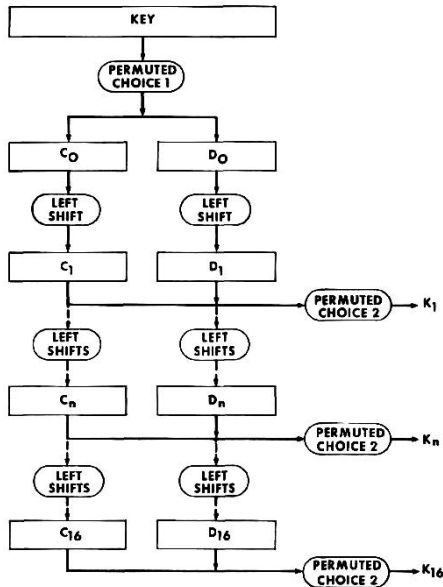 KEY
PERMUTED
CHOICE 1
C0
D0
LEFT
SHIFT
LEFT
SHIFT
C1
D1
PERMUTED
CHOICE 2
K1
LEFT
SHIFTS
LEFT
SHIFTS
Cn
Dn
PERMUTED
CHOICE 2
Kn
LEFT
SHIFTS
LEFT
SHIFTS
C16
D16
PERMUTED
CHOICE 2
K16